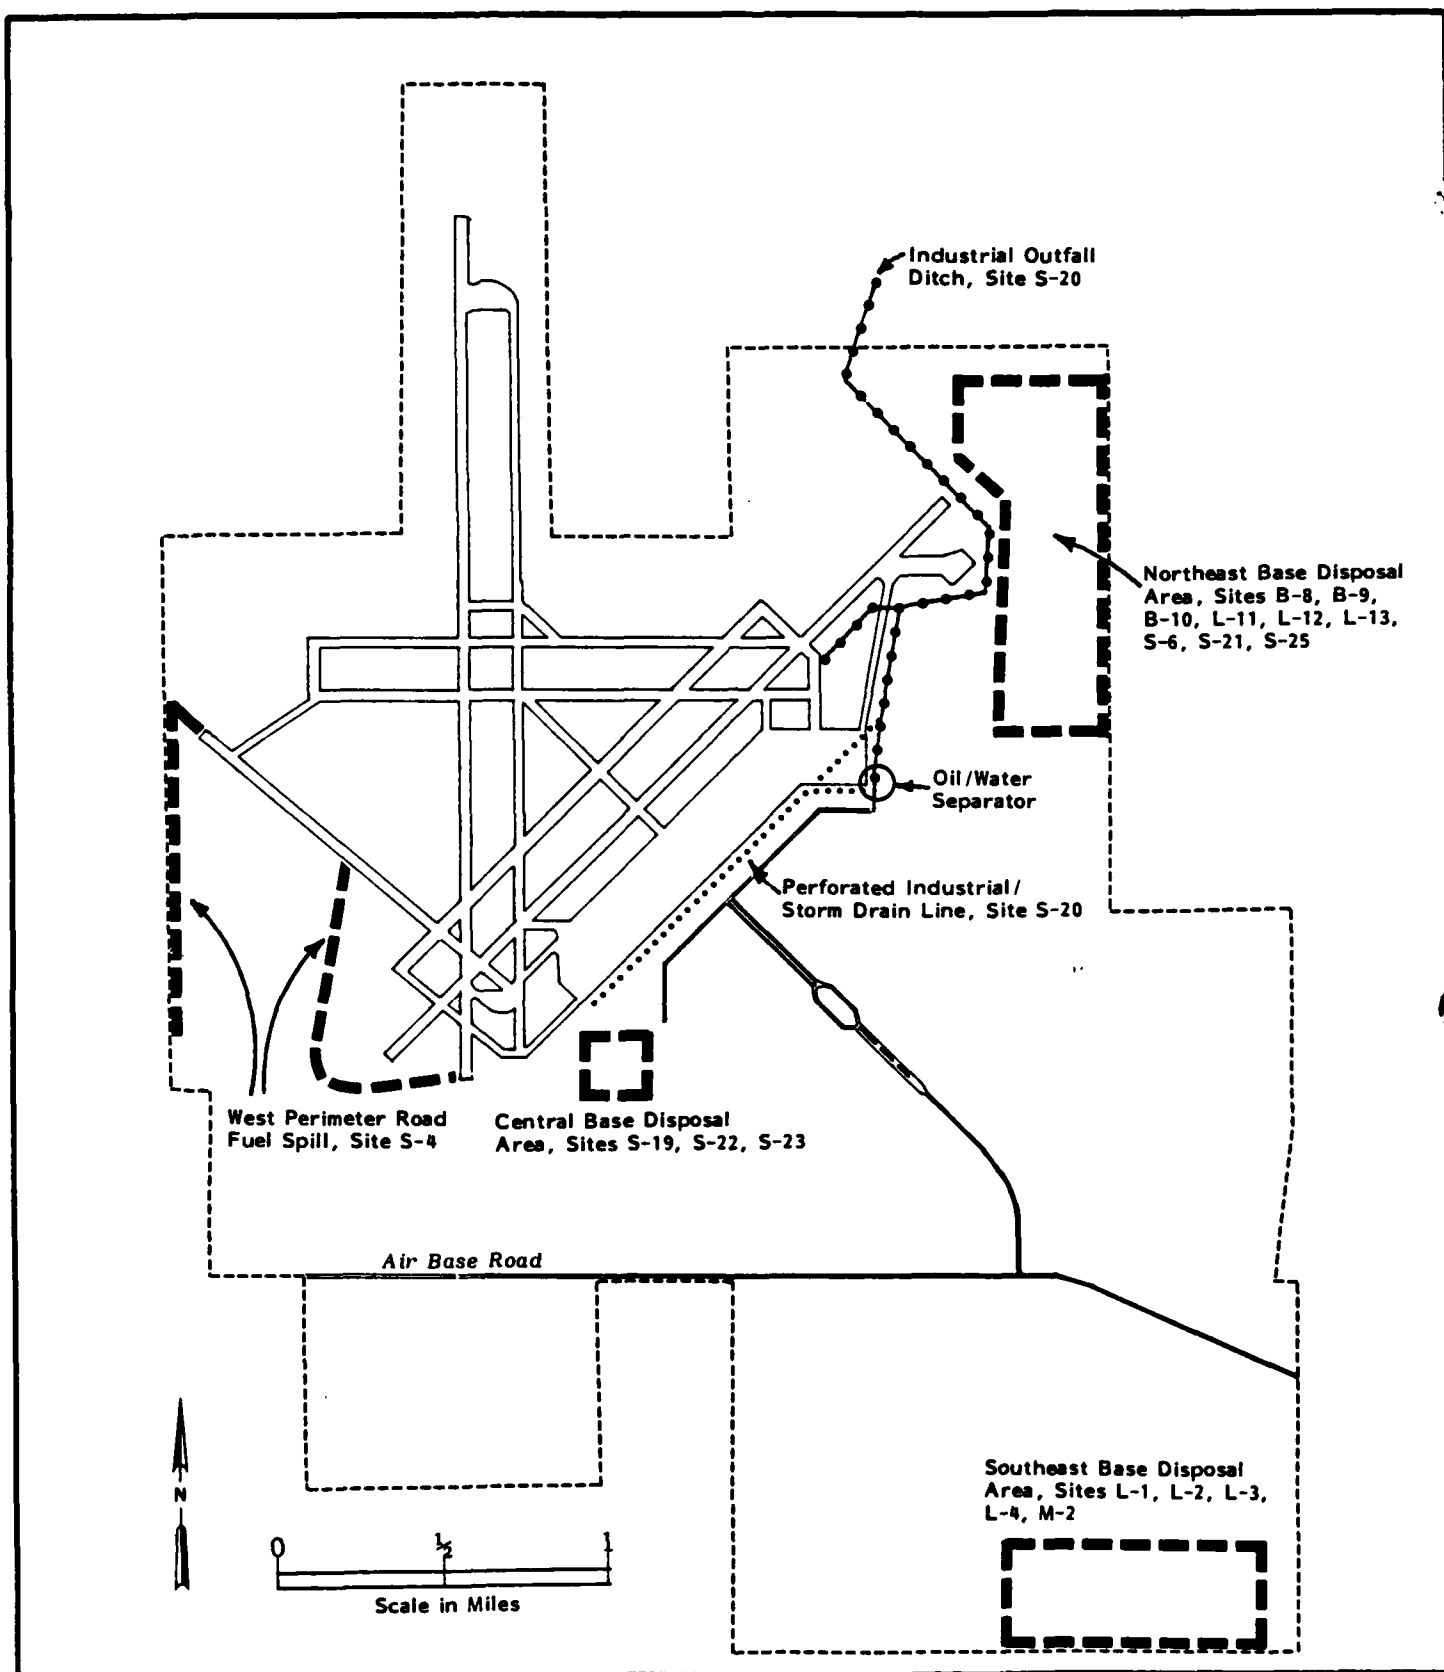 Industrial Outfall
Ditch, Site S-20
Northeast Base Disposal
Area, Sites B-8, B-9,
B-10, L-11, L-12, L-13,
S-6, S-21, S-25
Oil/Water
Separator
Perforated Industrial/
Storm Drain Line, Site S-20
West Perimeter Road
Fuel Spill, Site S-4
Central Base Disposal
Area, Sites S-19, S-22, S-23
Air Base Road
Southeast Base Disposal
Area, Sites L-1, L-2, L-3,
L-4, M-2
N
0 ½ 1
Scale in Miles